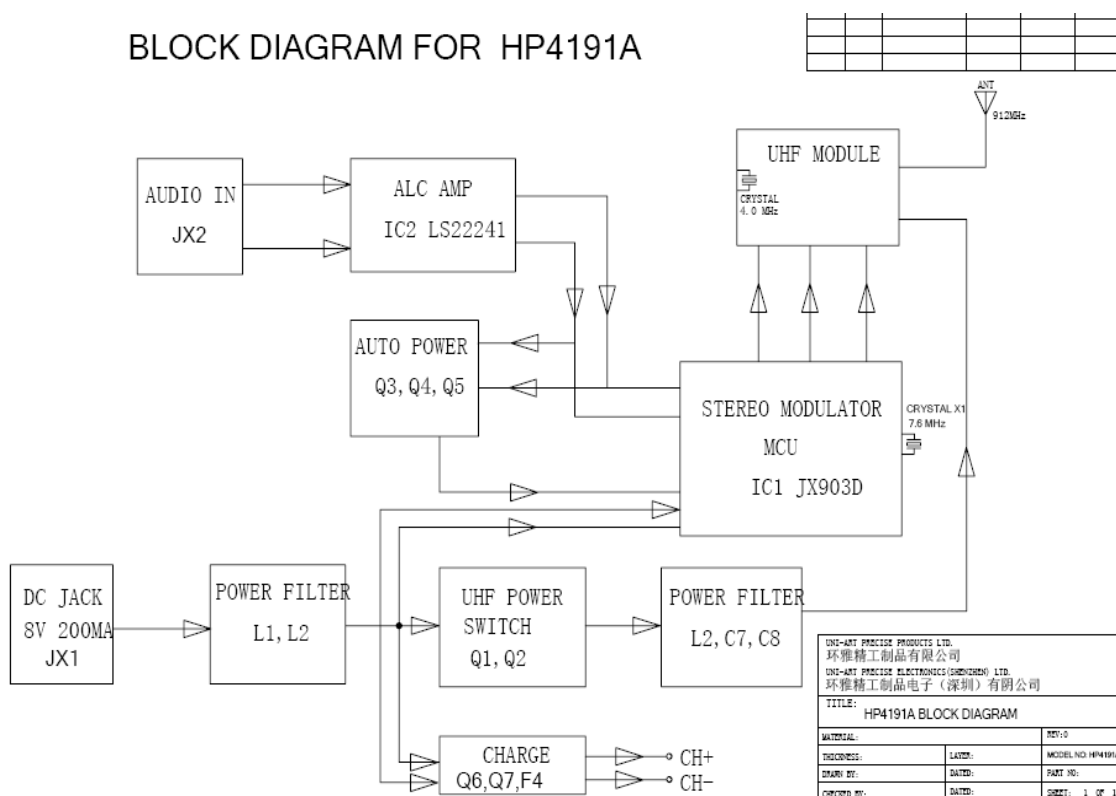 BLOCK DIAGRAM FOR HP4191A
ANT
912MHz
UHF MODULE
CRYSTAL
4.0 MHz
AUDIO IN
JX2
ALC AMP
IC2 LS22241
AUTO POWER
Q3,Q4,Q5
STEREO MODULATOR
MCU
IC1 JX903D
CRYSTAL X1
7.6 MHz
DC JACK
8V 200MA
JX1
POWER FILTER
L1,L2
UHF POWER
SWITCH
Q1,Q2
POWER FILTER
L2,C7,C8
CHARGE
Q6,Q7,F4
CH+
CH-
UNI-ART PRECISE PRODUCTS LTD.
环雅精工制品有限公司
UNI-ART PRECISE ELECTRONICS(SHENZHEN) LTD.
环雅精工制品电子（深圳）有限公司
TITLE:
HP4191A BLOCK DIAGRAM
MATERIAL: REV:0
THICKNESS: LAYER: MODEL NO: HP4191A
DRAWN BY: DATED: PART NO:
CHECKED BY: DATED: SHEET: 1 OF 1